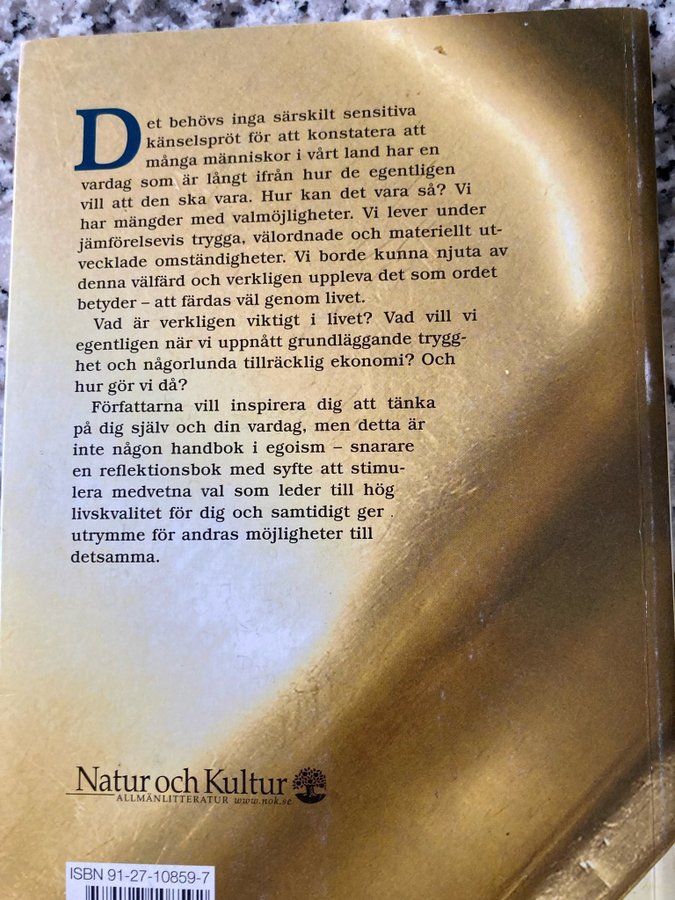 Det behövs inga särskilt sensitiva
känselspröt för att konstatera att
många människor i vårt land har en
vardag som är långt ifrån hur de egentligen
vill att den ska vara. Hur kan det vara så? Vi
har mängder med valmöjligheter. Vi lever under
jämförelsevis trygga, välordnade och materiellt ut-
vecklade omständigheter. Vi borde kunna njuta av
denna välfärd och verkligen uppleva det som ordet
betyder – att färdas väl genom livet.
Vad är verkligen viktigt i livet? Vad vill vi
egentligen när vi uppnått grundläggande trygg-
het och någorlunda tillräcklig ekonomi? Och
hur gör vi då?
Författarna vill inspirera dig att tänka
på dig själv och din vardag, men detta är
inte någon handbok i egoism – snarare
en reflektionsbok med syfte att stimu-
lera medvetna val som leder till hög
livskvalitet för dig och samtidigt ger
utrymme för andras möjligheter till
detsamma.
Natur och Kultur
ALLMÄNLITTERATUR www.nok.se
ISBN 91-27-10859-7